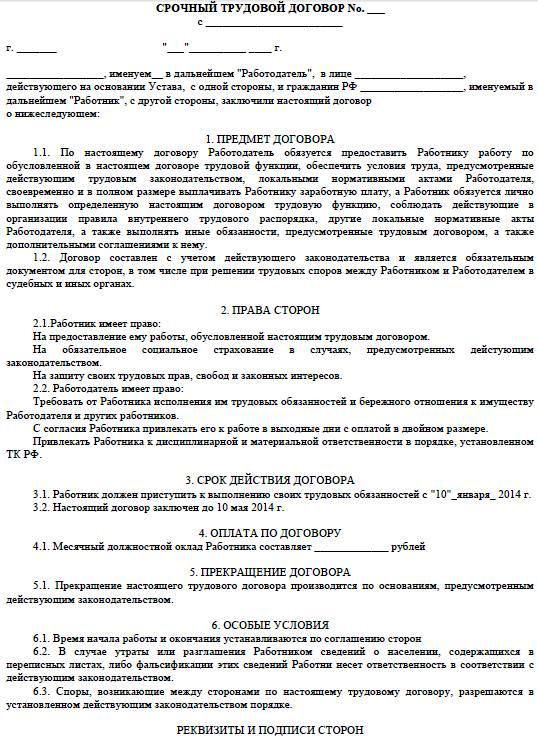 СРОЧНЫЙ ТРУДОВОЙ ДОГОВОР No. ___
с _______________________
г. _______ "___"__________ ____ г.
_________________, именуем__ в дальнейшем "Работодатель", в лице ___________________,
действующего на основании Устава, с одной стороны, и гражданин РФ __________________, именуемый в
дальнейшем "Работник", с другой стороны, заключили настоящий договор
о нижеследующем:
1. ПРЕДМЕТ ДОГОВОРА
1.1. По настоящему договору Работодатель обязуется предоставить Работнику работу по
обусловленной в настоящем договоре трудовой функции, обеспечить условия труда, предусмотренные
действующим трудовым законодательством, локальными нормативными актами Работодателя,
своевременно и в полном размере выплачивать Работнику заработную плату, а Работник обязуется лично
выполнять определенную настоящим договором трудовую функцию, соблюдать действующие в
организации правила внутреннего трудового распорядка, другие локальные нормативные акты
Работодателя, а также выполнять иные обязанности, предусмотренные трудовым договором, а также
дополнительными соглашениями к нему.
1.2. Договор составлен с учетом действующего законодательства и является обязательным
документом для сторон, в том числе при решении трудовых споров между Работником и Работодателем в
судебных и иных органах.
2. ПРАВА СТОРОН
2.1.Работник имеет право:
На предоставление ему работы, обусловленной настоящим трудовым договором.
На обязательное социальное страхование в случаях, предусмотренных дейстующим
законодательством.
На защиту своих трудовых прав, свобод и законных интересов.
2.2. Работодатель имеет право:
Требовать от Работника исполнения им трудовых обязанностей и бережного отношения к имуществу
Работодателя и других работников.
С согласия Работника привлекать его к работе в выходные дни с оплатой в двойном размере.
Привлекать Работника к дисциплинарной и материальной ответственности в порядке, установленном
ТК РФ.
3. СРОК ДЕЙСТВИЯ ДОГОВОРА
3.1. Работник должен приступить к выполнению своих трудовых обязанностей с "10"_января_ 2014 г.
3.2. Настоящий договор заключен до 10 мая 2014 г.
4. ОПЛАТА ПО ДОГОВОРУ
4.1. Месячный должностной оклад Работника составляет _____________ рублей
5. ПРЕКРАЩЕНИЕ ДОГОВОРА
5.1. Прекращение настоящего трудового договора производится по основаниям, предусмотренным
действующим законодательством.
6. ОСОБЫЕ УСЛОВИЯ
6.1. Время начала работы и окончания устанавливаются по соглашению сторон
6.2. В случае утраты или разглашения Работником сведений о населении, содержащихся в
переписных листах, либо фальсификации этих сведений Работни несет ответственность в соответствии с
действующим законодательством.
6.3. Споры, возникающие между сторонами по настоящему трудовому договору, разрешаются в
установленном действующим законодательством порядке.
РЕКВИЗИТЫ И ПОДПИСИ СТОРОН